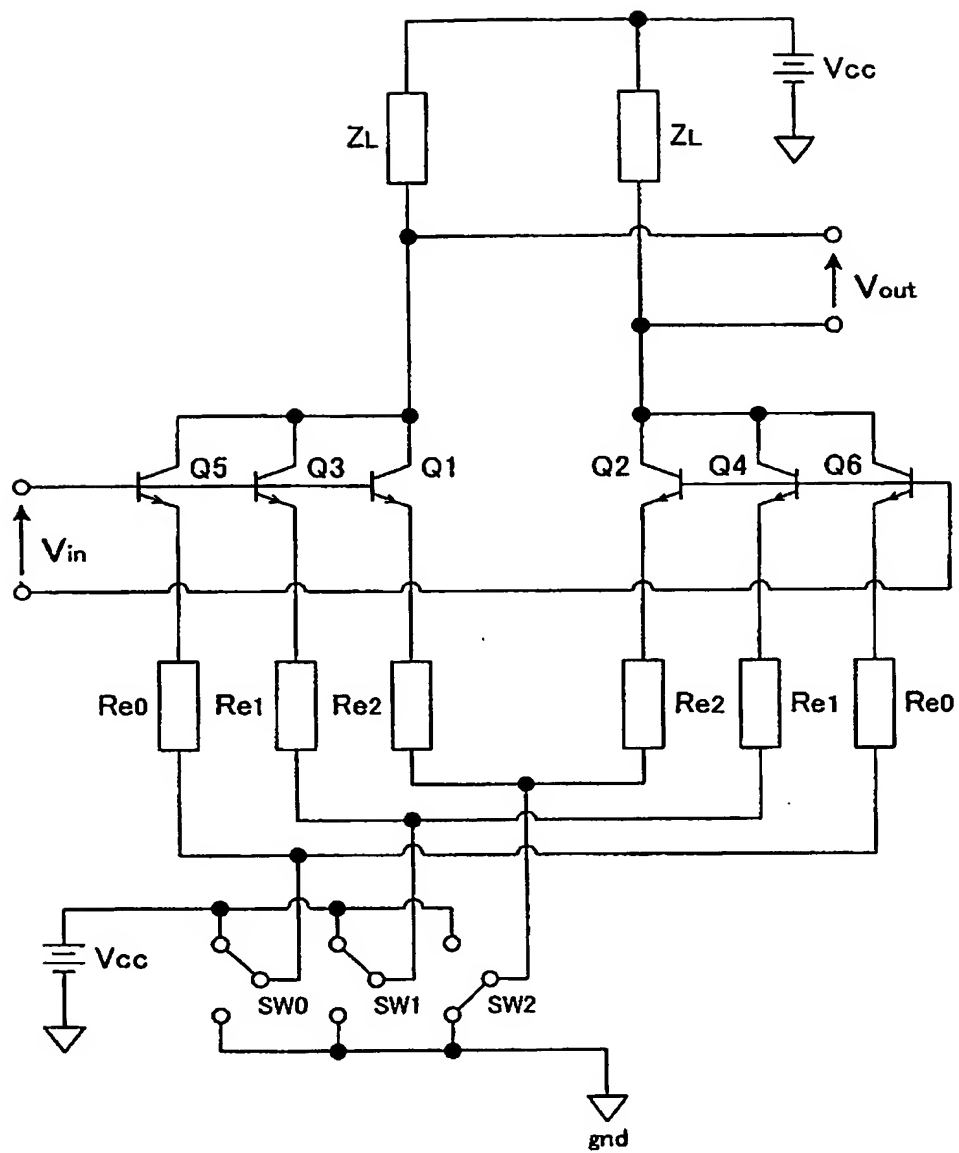 Vcc
ZL
ZL
Vout
Q5
Q3
Q1
Q2
Q4
Q6
Vin
Re0
Re1
Re2
Re2
Re1
Re0
Vcc
SW0
SW1
SW2
gnd